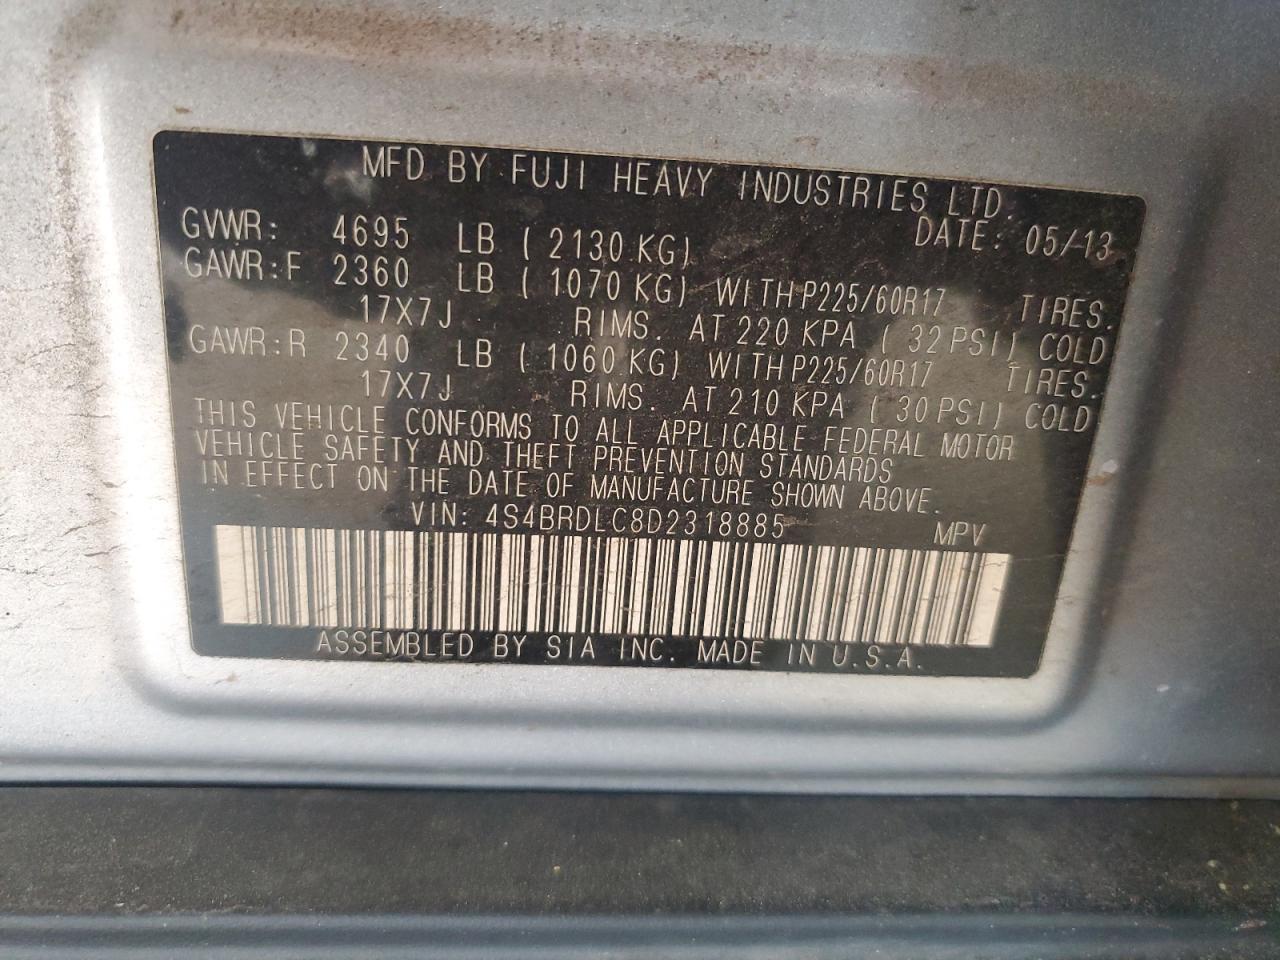 MFD BY FUJI HEAVY INDUSTRIES LTD.
DATE: 05/13
GVWR: 4695 LB ( 2130 KG)
GAWR:F 2360 LB ( 1070 KG) WITH P225/60R17 TIRES.
17X7J RIMS. AT 220 KPA ( 32 PSI) COLD
GAWR:R 2340 LB ( 1060 KG) WITH P225/60R17 TIRES.
17X7J RIMS. AT 210 KPA ( 30 PSI) COLD
THIS VEHICLE CONFORMS TO ALL APPLICABLE FEDERAL MOTOR
VEHICLE SAFETY AND THEFT PREVENTION STANDARDS
IN EFFECT ON THE DATE OF MANUFACTURE SHOWN ABOVE.
VIN: 4S4BRDLC8D2318885 MPV
ASSEMBLED BY SIA INC. MADE IN U.S.A.